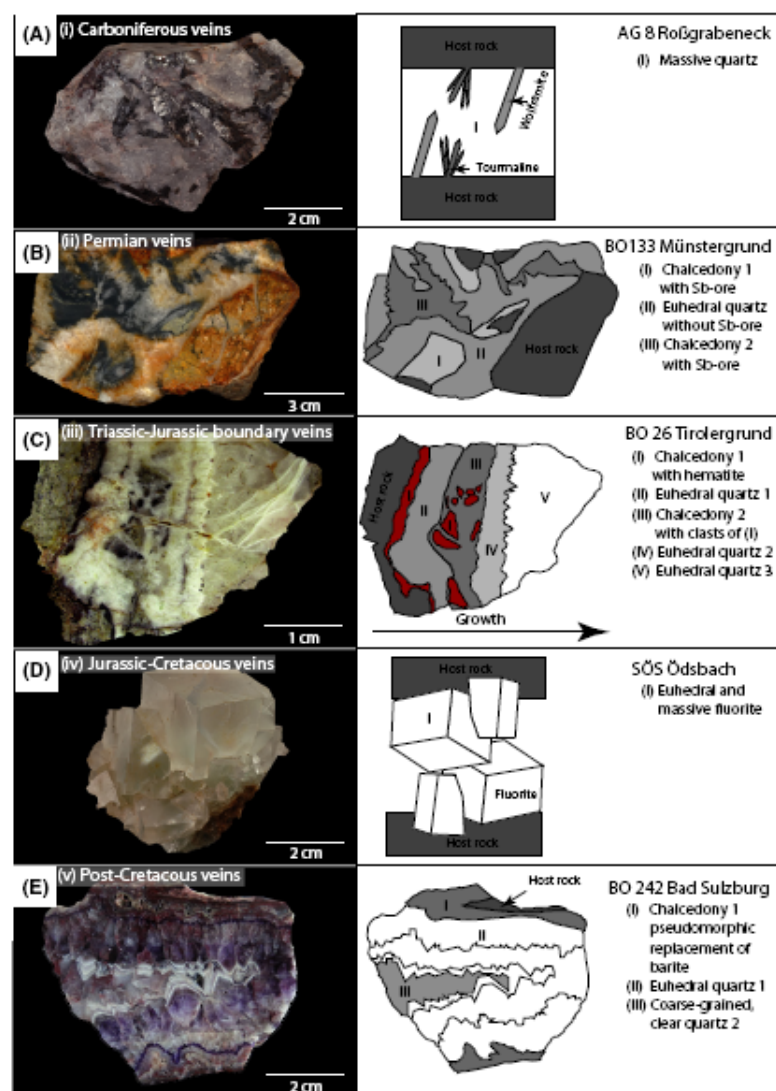 (A)
(i) Carboniferous veins
2 cm
Host rock
I
Wolframite
Tourmaline
Host rock
AG 8 Roßgrabeneck
(I) Massive quartz
(B)
(ii) Permian veins
3 cm
III
I
II
Host rock
BO133 Münstergrund
(I) Chalcedony 1
with Sb-ore
(II) Euhedral quartz
without Sb-ore
(III) Chalcedony 2
with Sb-ore
(C)
(iii) Triassic-Jurassic boundary veins
1 cm
Host rock
I
II
III
I
IV
V
Growth
BO 26 Tirolergrund
(I) Chalcedony 1
with hematite
(II) Euhedral quartz 1
(III) Chalcedony 2
with clasts of (I)
(IV) Euhedral quartz 2
(V) Euhedral quartz 3
(D)
(iv) Jurassic-Cretacous veins
2 cm
Host rock
I
Fluorite
Host rock
SÖS Ödsbach
(I) Euhedral and
massive fluorite
(E)
(v) Post-Cretacous veins
2 cm
Host rock
I
II
III
BO 242 Bad Sulzburg
(I) Chalcedony 1
pseudomorphic
replacement of
barite
(II) Euhedral quartz 1
(III) Coarse-grained,
clear quartz 2